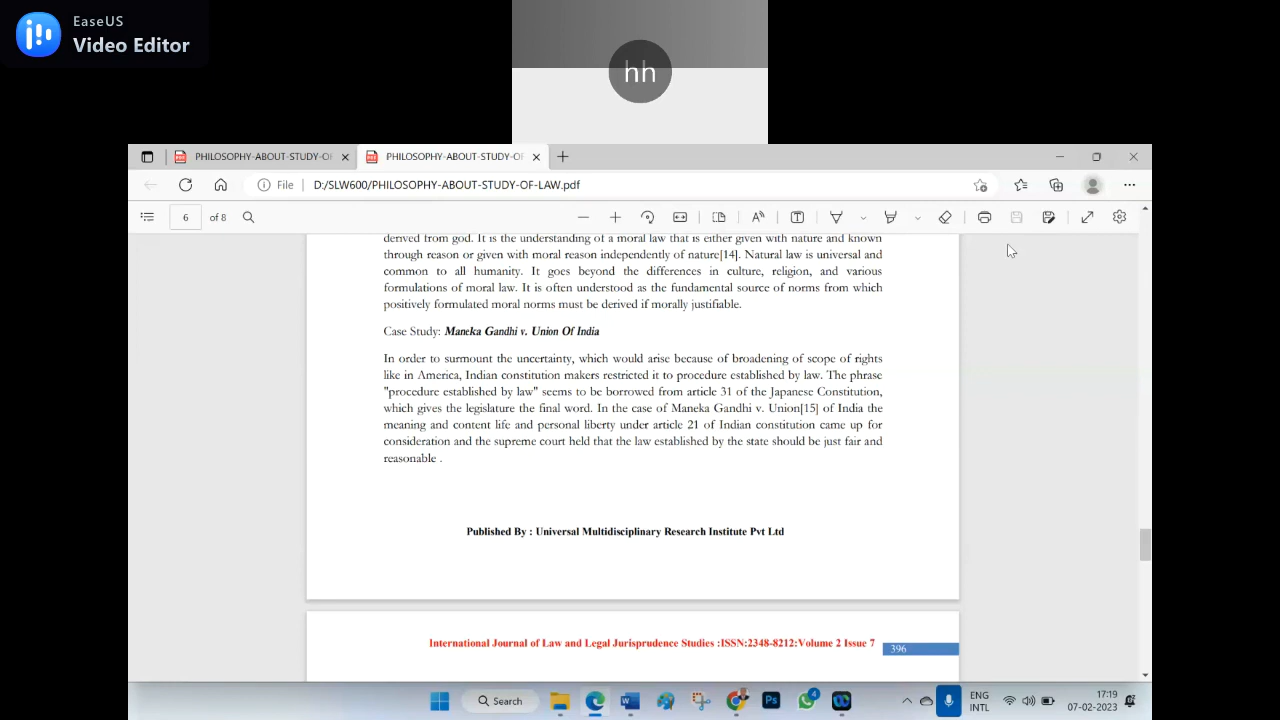 EaseUS
Video Editor
hh
PHILOSOPHY-ABOUT-STUDY-OF
PHILOSOPHY-ABOUT-STUDY-OF
File D:/SLW600/PHILOSOPHY-ABOUT-STUDY-OF-LAW.pdf
6 of 8
derived from god. It is the understanding of a moral law that is either given with nature and known
through reason or given with moral reason independently of nature[14]. Natural law is universal and
common to all humanity. It goes beyond the differences in culture, religion, and various
formulations of moral law. It is often understood as the fundamental source of norms from which
positively formulated moral norms must be derived if morally justifiable.
Case Study: Maneka Gandhi v. Union Of India
In order to surmount the uncertainty, which would arise because of broadening of scope of rights
like in America, Indian constitution makers restricted it to procedure established by law. The phrase
"procedure established by law" seems to be borrowed from article 31 of the Japanese Constitution,
which gives the legislature the final word. In the case of Maneka Gandhi v. Union[15] of India the
meaning and content life and personal liberty under article 21 of Indian constitution came up for
consideration and the supreme court held that the law established by the state should be just fair and
reasonable .
Published By : Universal Multidisciplinary Research Institute Pvt Ltd
International Journal of Law and Legal Jurisprudence Studies :ISSN:2348-8212:Volume 2 Issue 7
396
Search
Ps
4
ENG
INTL
17:19
07-02-2023